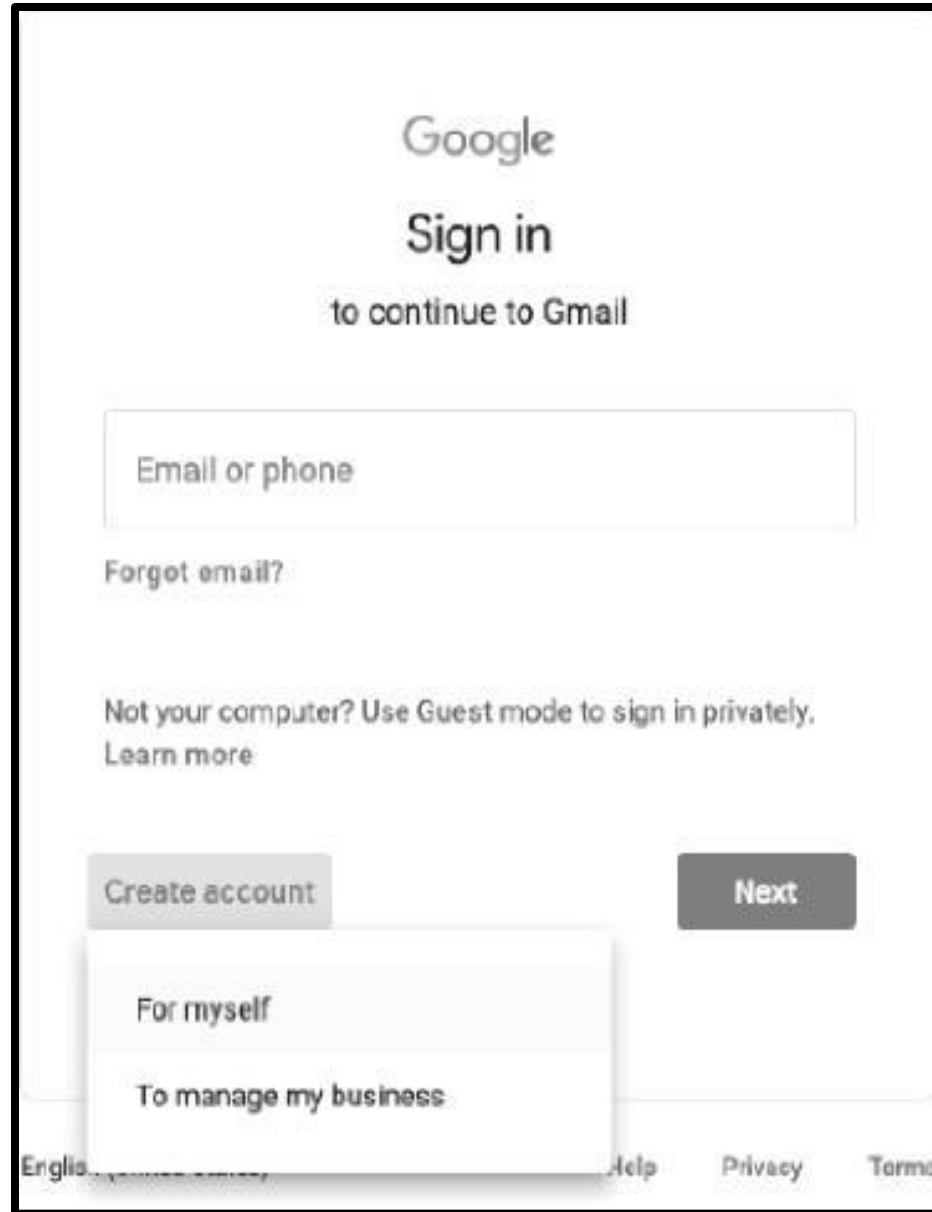 Google
Sign in
to continue to Gmail
Email or phone
Forgot email?
Not your computer? Use Guest mode to sign in privately.
Learn more
Create account
Next
For myself
To manage my business
Help Privacy